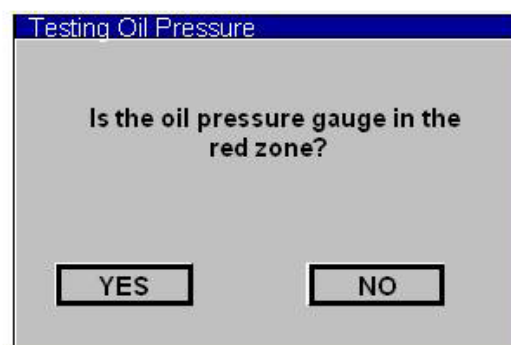 Testing Oil Pressure
Is the oil pressure gauge in the
red zone?
YES
NO